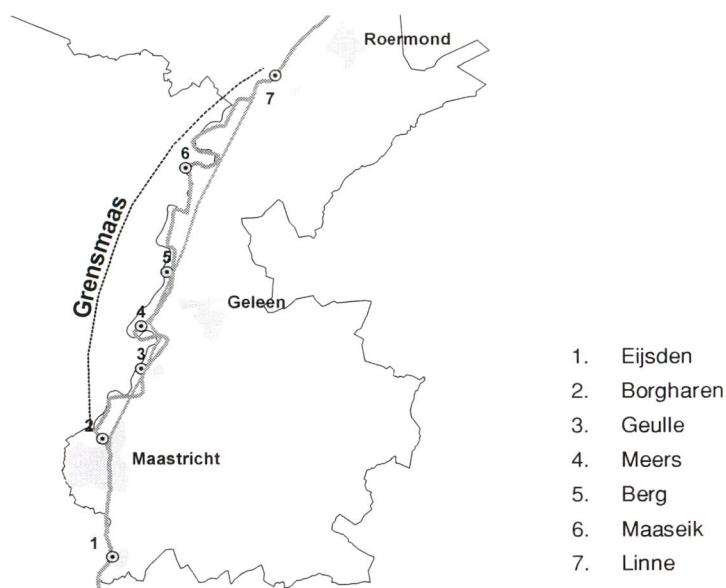 Roermond
7
6
Grensmaas
5
Geleen
4
3
2
Maastricht
1
1. Eijsden
2. Borgharen
3. Geulle
4. Meers
5. Berg
6. Maaseik
7. Linne